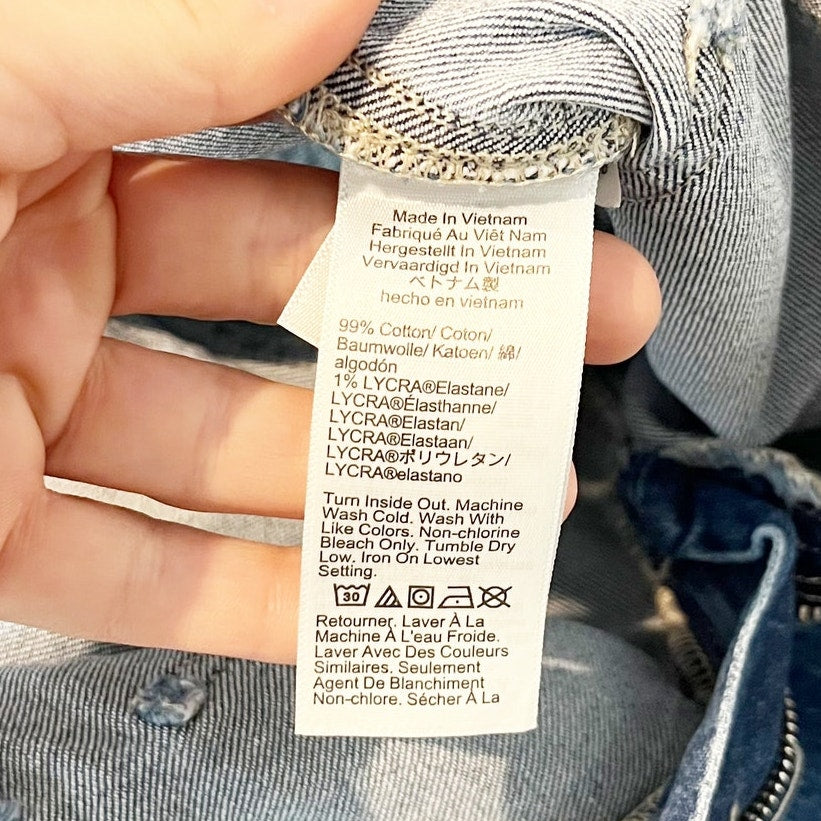 Made In Vietnam
Fabriqué Au Viêt Nam
Hergestellt In Vietnam
Vervaardigd In Vietnam
ベトナム製
hecho en vietnam
99% Cotton/ Coton/
Baumwolle/ Katoen/ 綿/
algodón
1% LYCRA®Elastane/
LYCRA®Élasthanne/
LYCRA®Elastan/
LYCRA®Elastaan/
LYCRA®ポリウレタン/
LYCRA®elastano
Turn Inside Out. Machine
Wash Cold. Wash With
Like Colors. Non-chlorine
Bleach Only. Tumble Dry
Low. Iron On Lowest
Setting.
30
Retourner. Laver À La
Machine À L'eau Froide.
Laver Avec Des Couleurs
Similaires. Seulement
Agent De Blanchiment
Non-chlore. Sécher À La